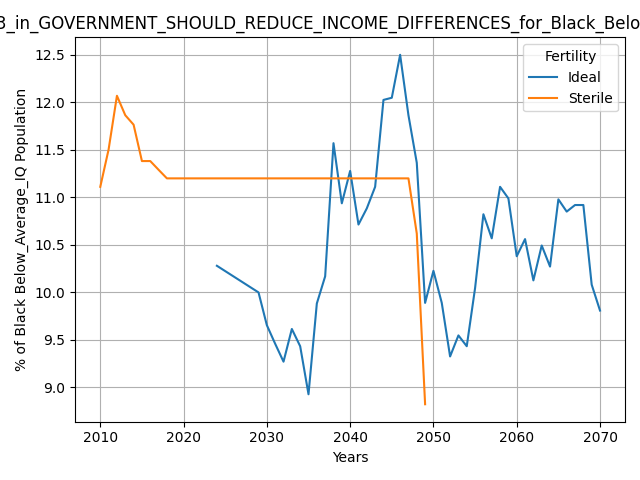 3_in_GOVERNMENT_SHOULD_REDUCE_INCOME_DIFFERENCES_for_Black_Belo
Fertility
Ideal
Sterile
% of Black Below_Average_IQ Population
12.5
12.0
11.5
11.0
10.5
10.0
9.5
9.0
2010 2020 2030 2040 2050 2060 2070
Years